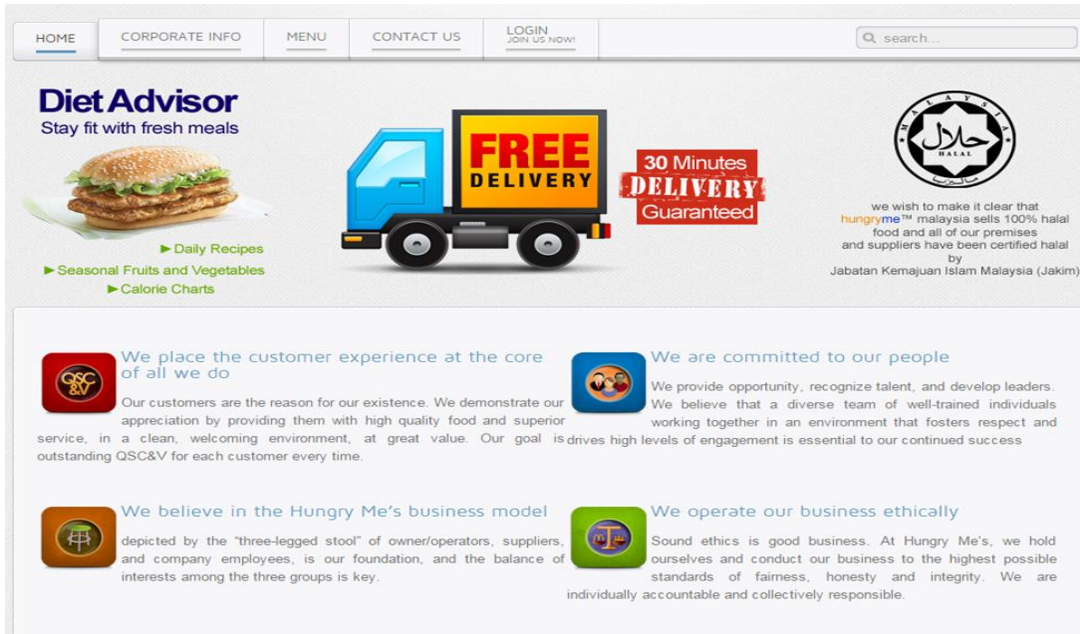 HOME
CORPORATE INFO
MENU
CONTACT US
LOGIN
JOIN US NOW!
search...
Diet Advisor
Stay fit with fresh meals
►Daily Recipes
►Seasonal Fruits and Vegetables
►Calorie Charts
FREE
DELIVERY
30 Minutes
DELIVERY
Guaranteed
MALAYSIA
حلال
HALAL
ماليزيا
we wish to make it clear that
hungryme™ malaysia sells 100% halal
food and all of our premises
and suppliers have been certified halal
by
Jabatan Kemajuan Islam Malaysia (Jakim)
QSC
&V
We place the customer experience at the core
of all we do
Our customers are the reason for our existence. We demonstrate our
appreciation by providing them with high quality food and superior
service, in a clean, welcoming environment, at great value. Our goal is
outstanding QSC&V for each customer every time.
We are committed to our people
We provide opportunity, recognize talent, and develop leaders.
We believe that a diverse team of well-trained individuals
working together in an environment that fosters respect and
drives high levels of engagement is essential to our continued success
We believe in the Hungry Me's business model
depicted by the “three-legged stool” of owner/operators, suppliers,
and company employees, is our foundation, and the balance of
interests among the three groups is key.
We operate our business ethically
Sound ethics is good business. At Hungry Me's, we hold
ourselves and conduct our business to the highest possible
standards of fairness, honesty and integrity. We are
individually accountable and collectively responsible.